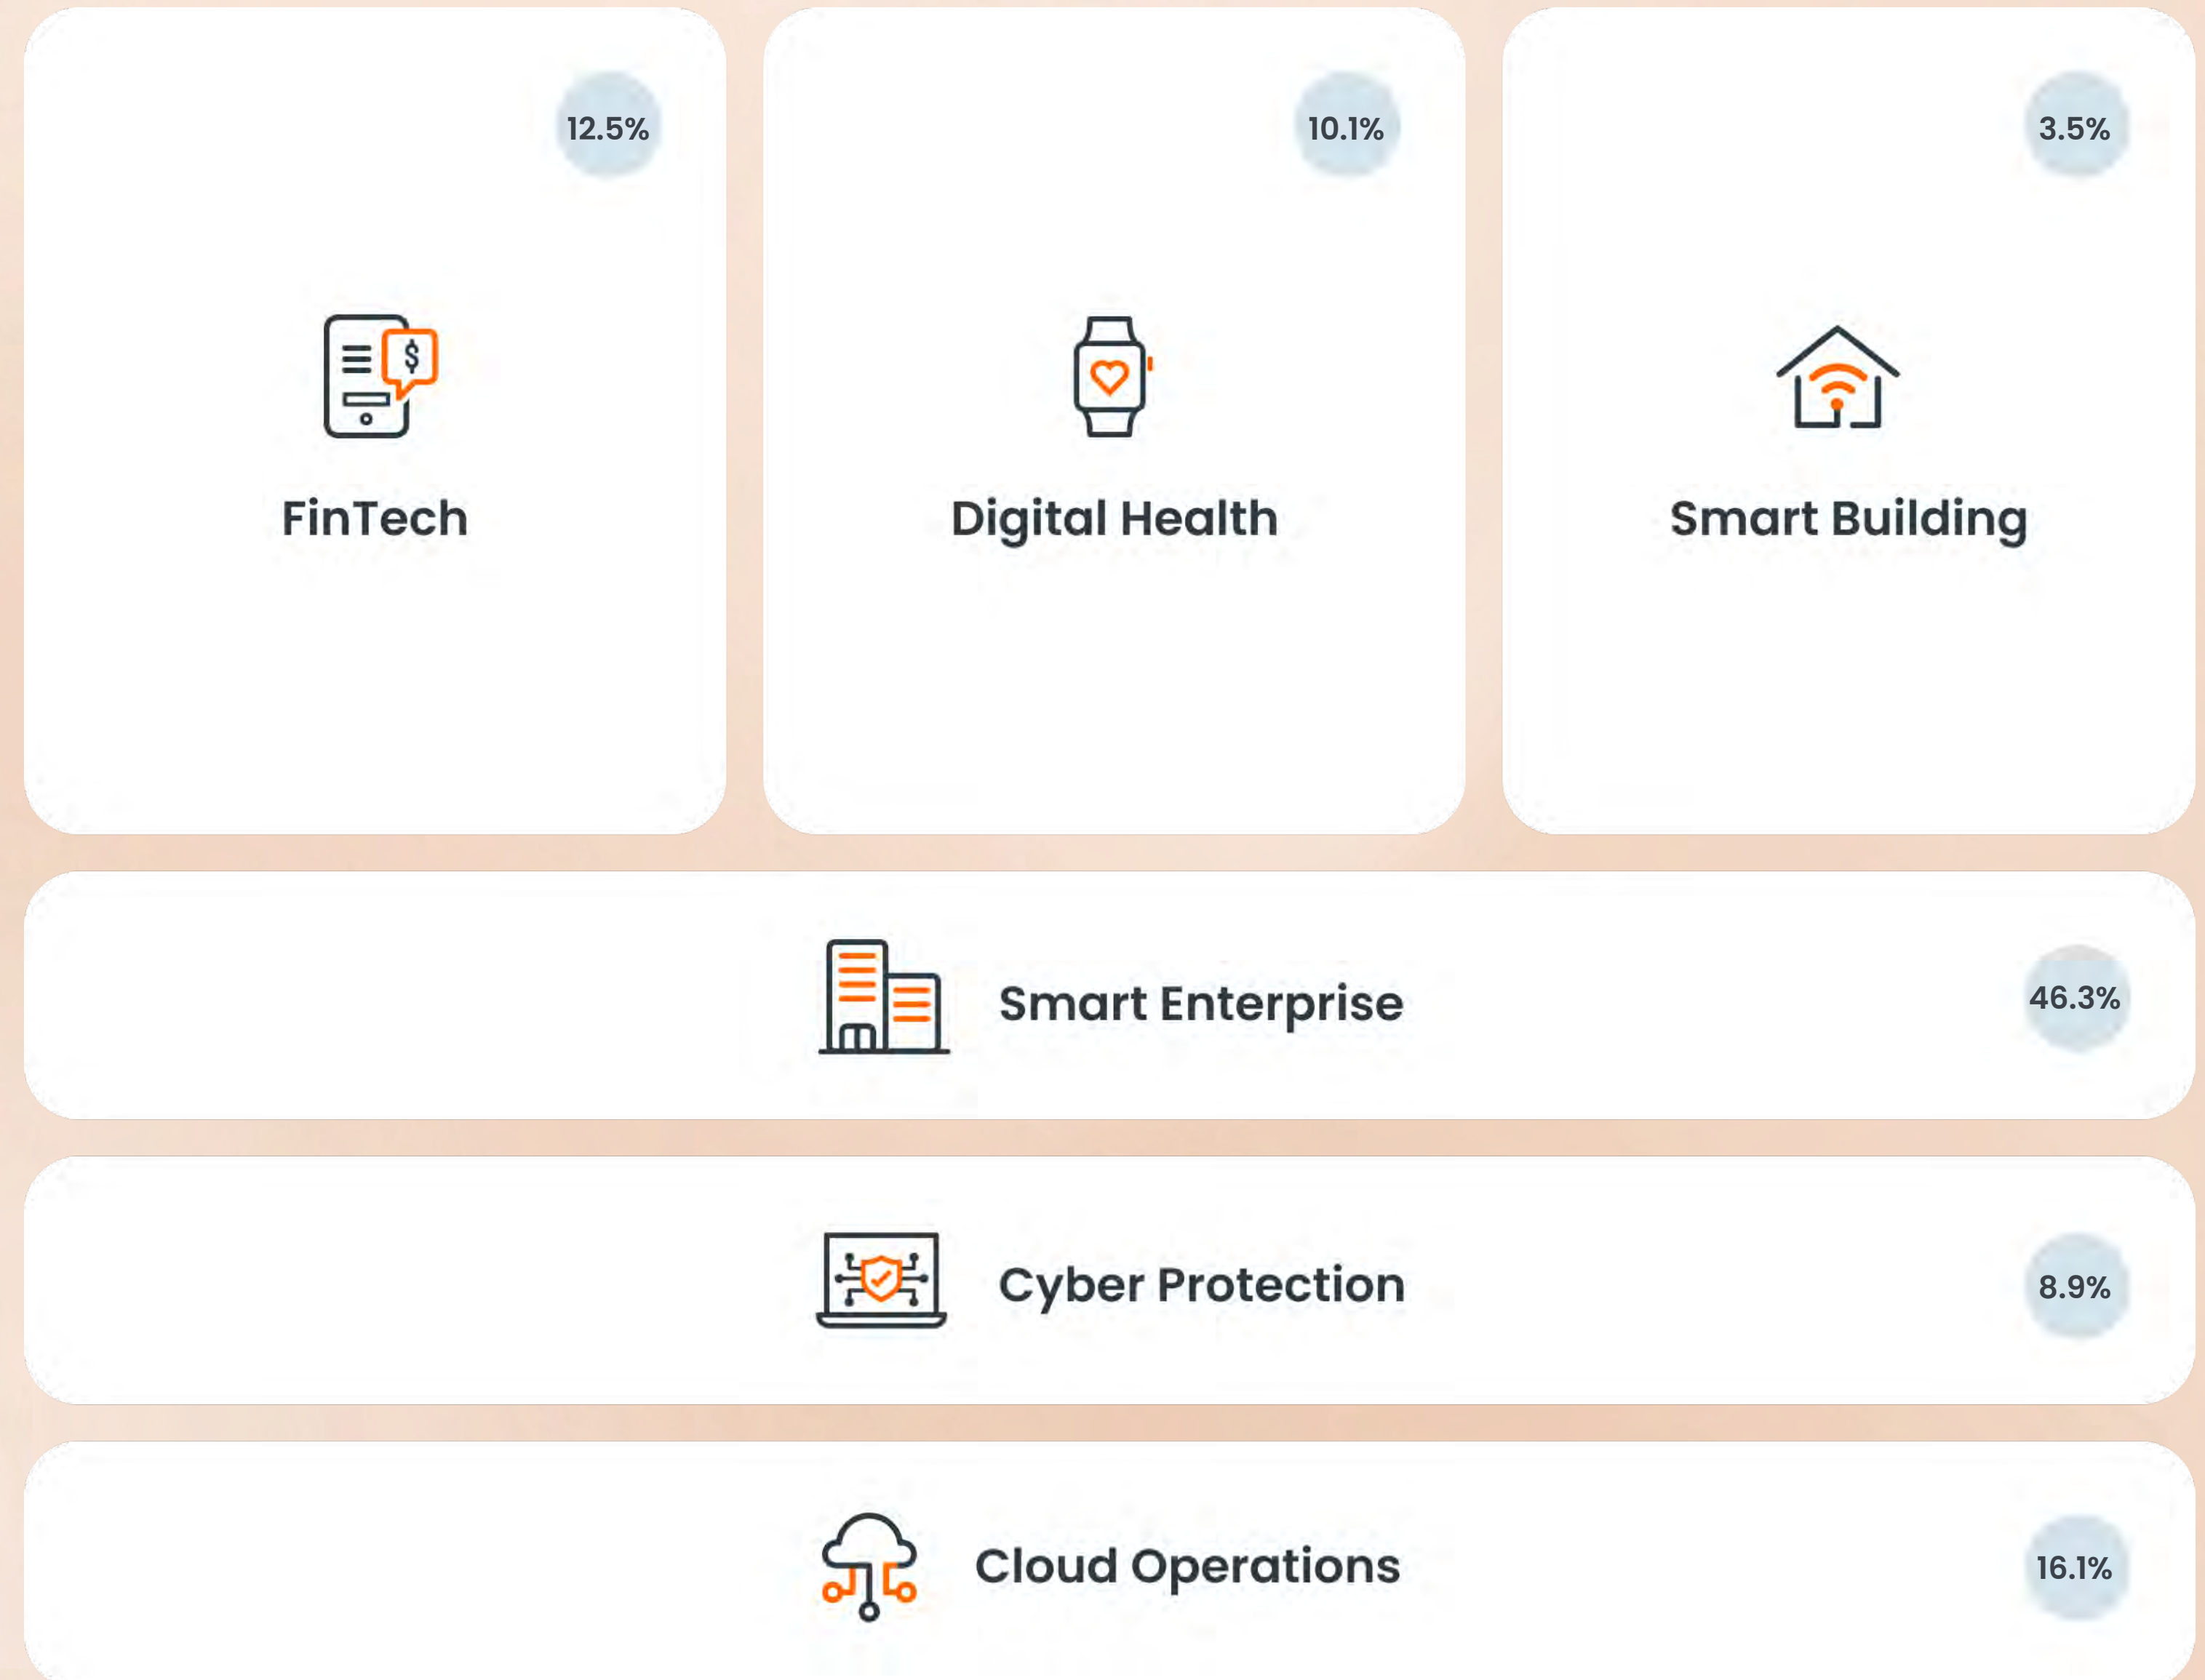 12.5%
10.1%
3.5%
$
FinTech
Digital Health
Smart Building
Smart Enterprise
46.3%
Cyber Protection
8.9%
Cloud Operations
16.1%